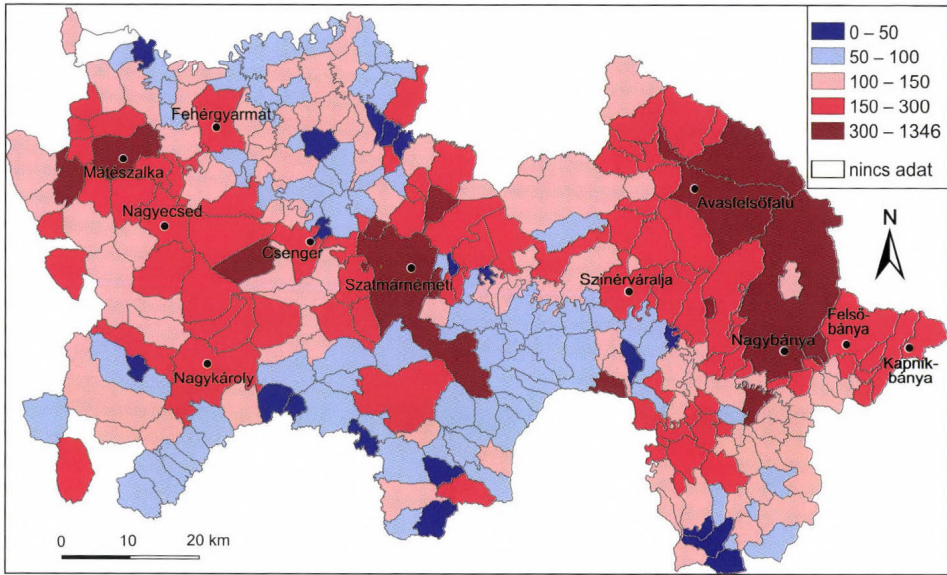 0 – 50
50 – 100
100 – 150
150 – 300
300 – 1346
nincs adat
N
Fehérgyarmat
Mátészalka
Nagyecsed
Csenger
Szatmárnémeti
Avasfelsőfalu
Szinérváralja
Felső-
bánya
Nagybánya
Kapnik-
bánya
Nagykároly
0 10 20 km